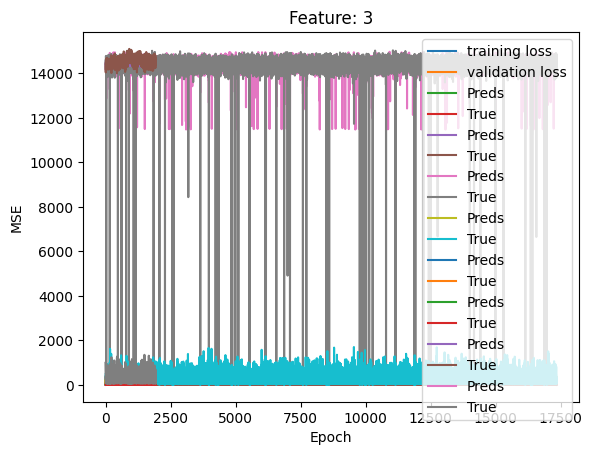 Feature: 3
MSE
14000
12000
10000
8000
6000
4000
2000
0
training loss
validation loss
Preds
True
Preds
True
Preds
True
Preds
True
Preds
True
Preds
True
Preds
True
Preds
True
0
2500
5000
7500
10000
12500
15000
17500
Epoch